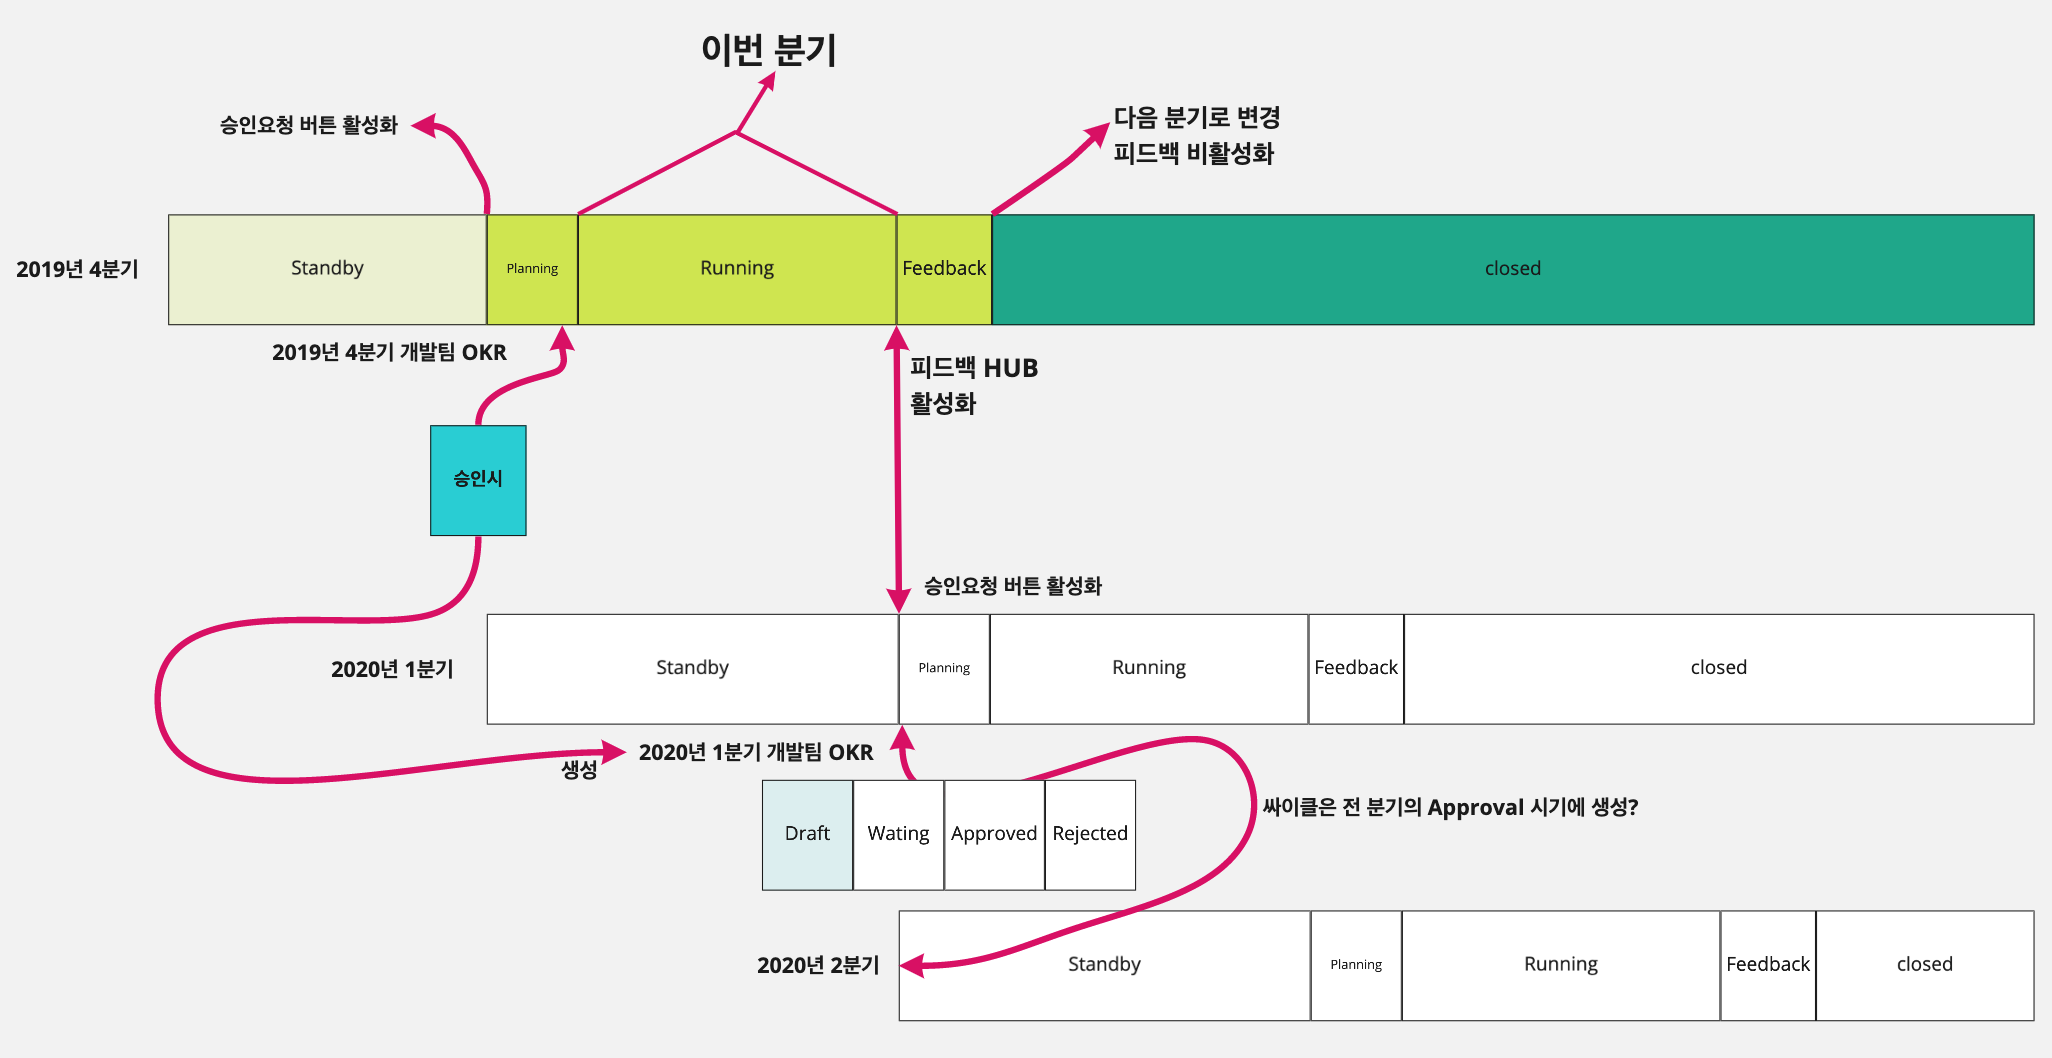 이번 분기
승인요청 버튼 활성화
다음 분기로 변경
피드백 비활성화
2019년 4분기
Standby
Planning
Running
Feedback
closed
2019년 4분기 개발팀 OKR
피드백 HUB
활성화
승인시
승인요청 버튼 활성화
2020년 1분기
Standby
Planning
Running
Feedback
closed
생성
2020년 1분기 개발팀 OKR
Draft
Wating
Approved
Rejected
싸이클은 전 분기의 Approval 시기에 생성?
2020년 2분기
Standby
Planning
Running
Feedback
closed